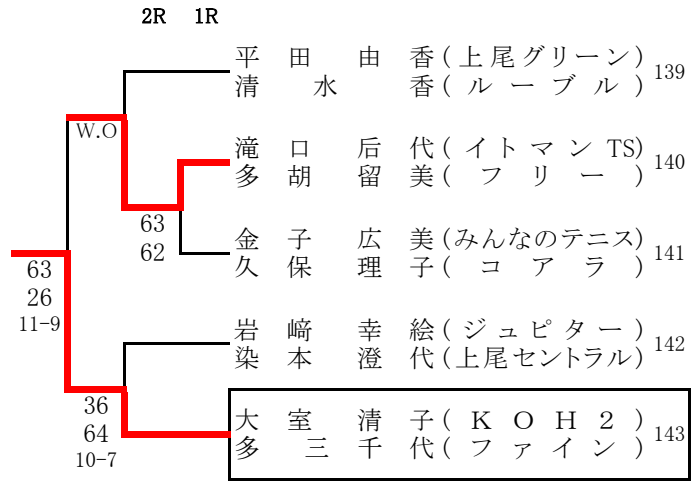 2R 1R
平田由香(上尾グリーン) 139
清水香(ルーブル)
W.O
滝口后代(イトマンTS) 140
多胡留美(フリー)
63
62
金子広美(みんなのテニス) 141
久保理子(コアラ)
63
26
11-9
岩﨑幸絵(ジュピター) 142
染本澄代(上尾セントラル)
36
64
10-7
大室清子(KOH2) 143
多三千代(ファイン)